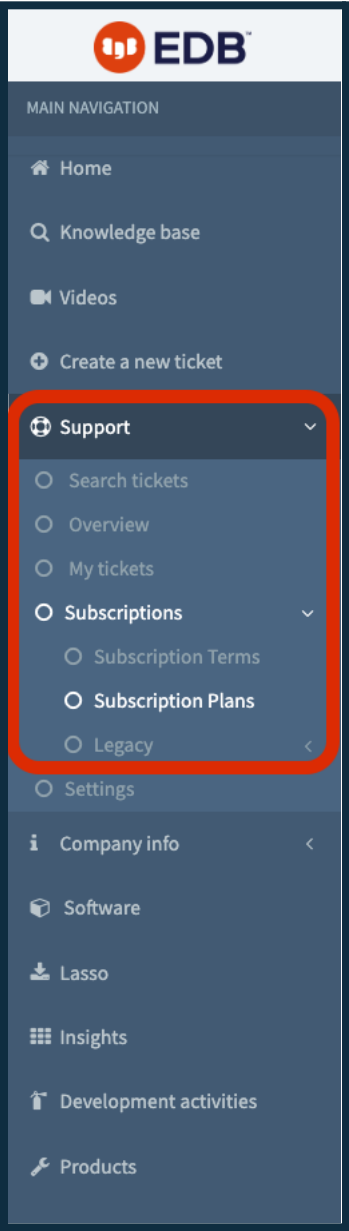 EDB™
MAIN NAVIGATION
Home
Knowledge base
Videos
Create a new ticket
Support
Search tickets
Overview
My tickets
Subscriptions
Subscription Terms
Subscription Plans
Legacy
Settings
Company info
Software
Lasso
Insights
Development activities
Products